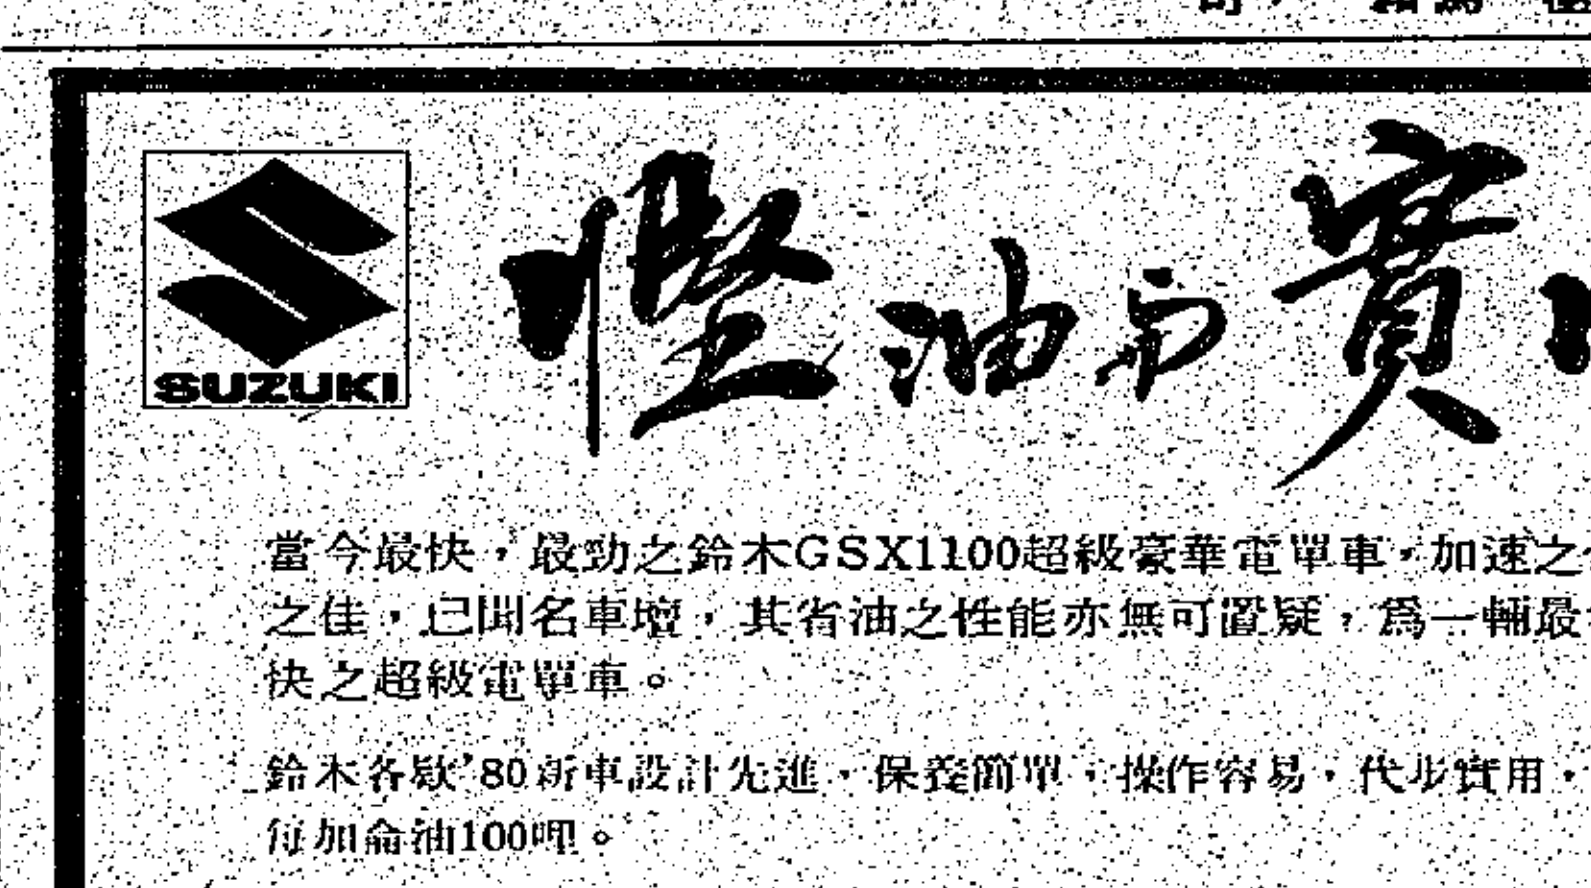 SUZUKI
慳油與實
當今最快，最勁之鈴木GSX1100超級豪華電單車，加速之
之佳，已聞名車壇，其省油之性能亦無可置疑，爲一輛最
快之超級電單車。
鈴木各欵'80新車設計先進，保養簡單，操作容易，代步實用，
每加侖油100哩。